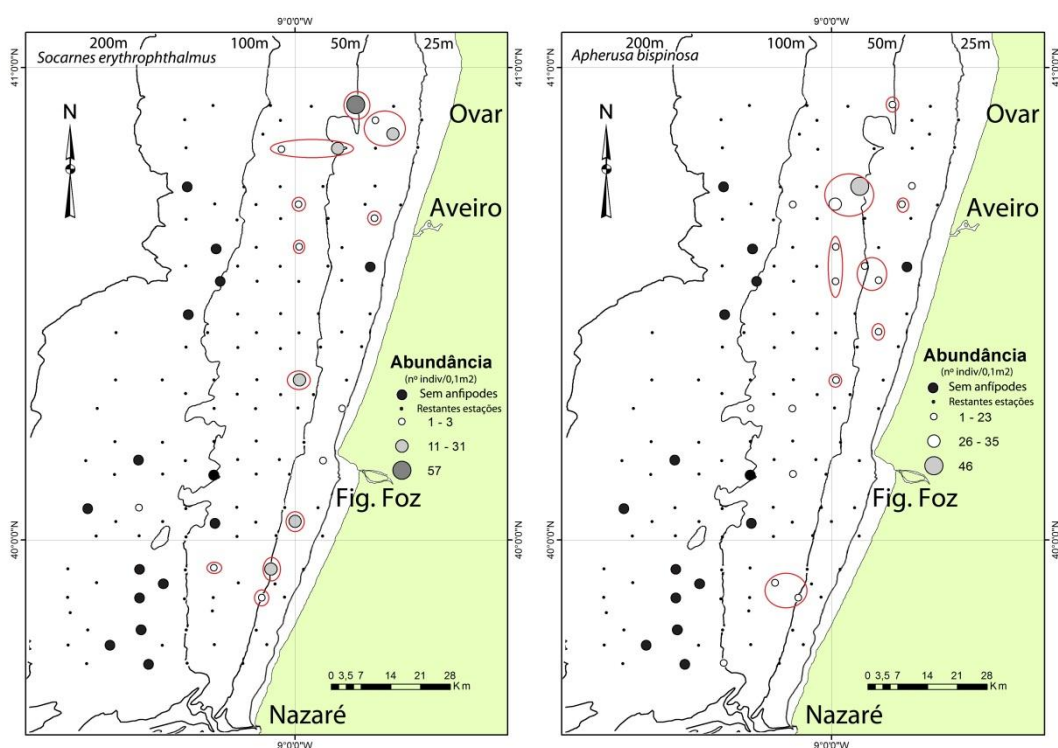 9°0'0"W
200m 100m 50m 25m
Socarnes erythrophthalmus
41°0'0"N
N
Ovar
Aveiro
Abundância
(nº indiv/0,1m2)
Sem anfípodes
Restantes estações
1 - 3
11 - 31
57
Fig. Foz
40°0'0"N
0 3,5 7 14 21 28
Km
Nazaré
9°0'0"W
9°0'0"W
200m 100m 50m 25m
Apherusa bispinosa
41°0'0"N
N
Ovar
Aveiro
Abundância
(nº indiv/0,1m2)
Sem anfípodes
Restantes estações
1 - 23
26 - 35
46
Fig. Foz
40°0'0"N
0 3,5 7 14 21 28
Km
Nazaré
9°0'0"W